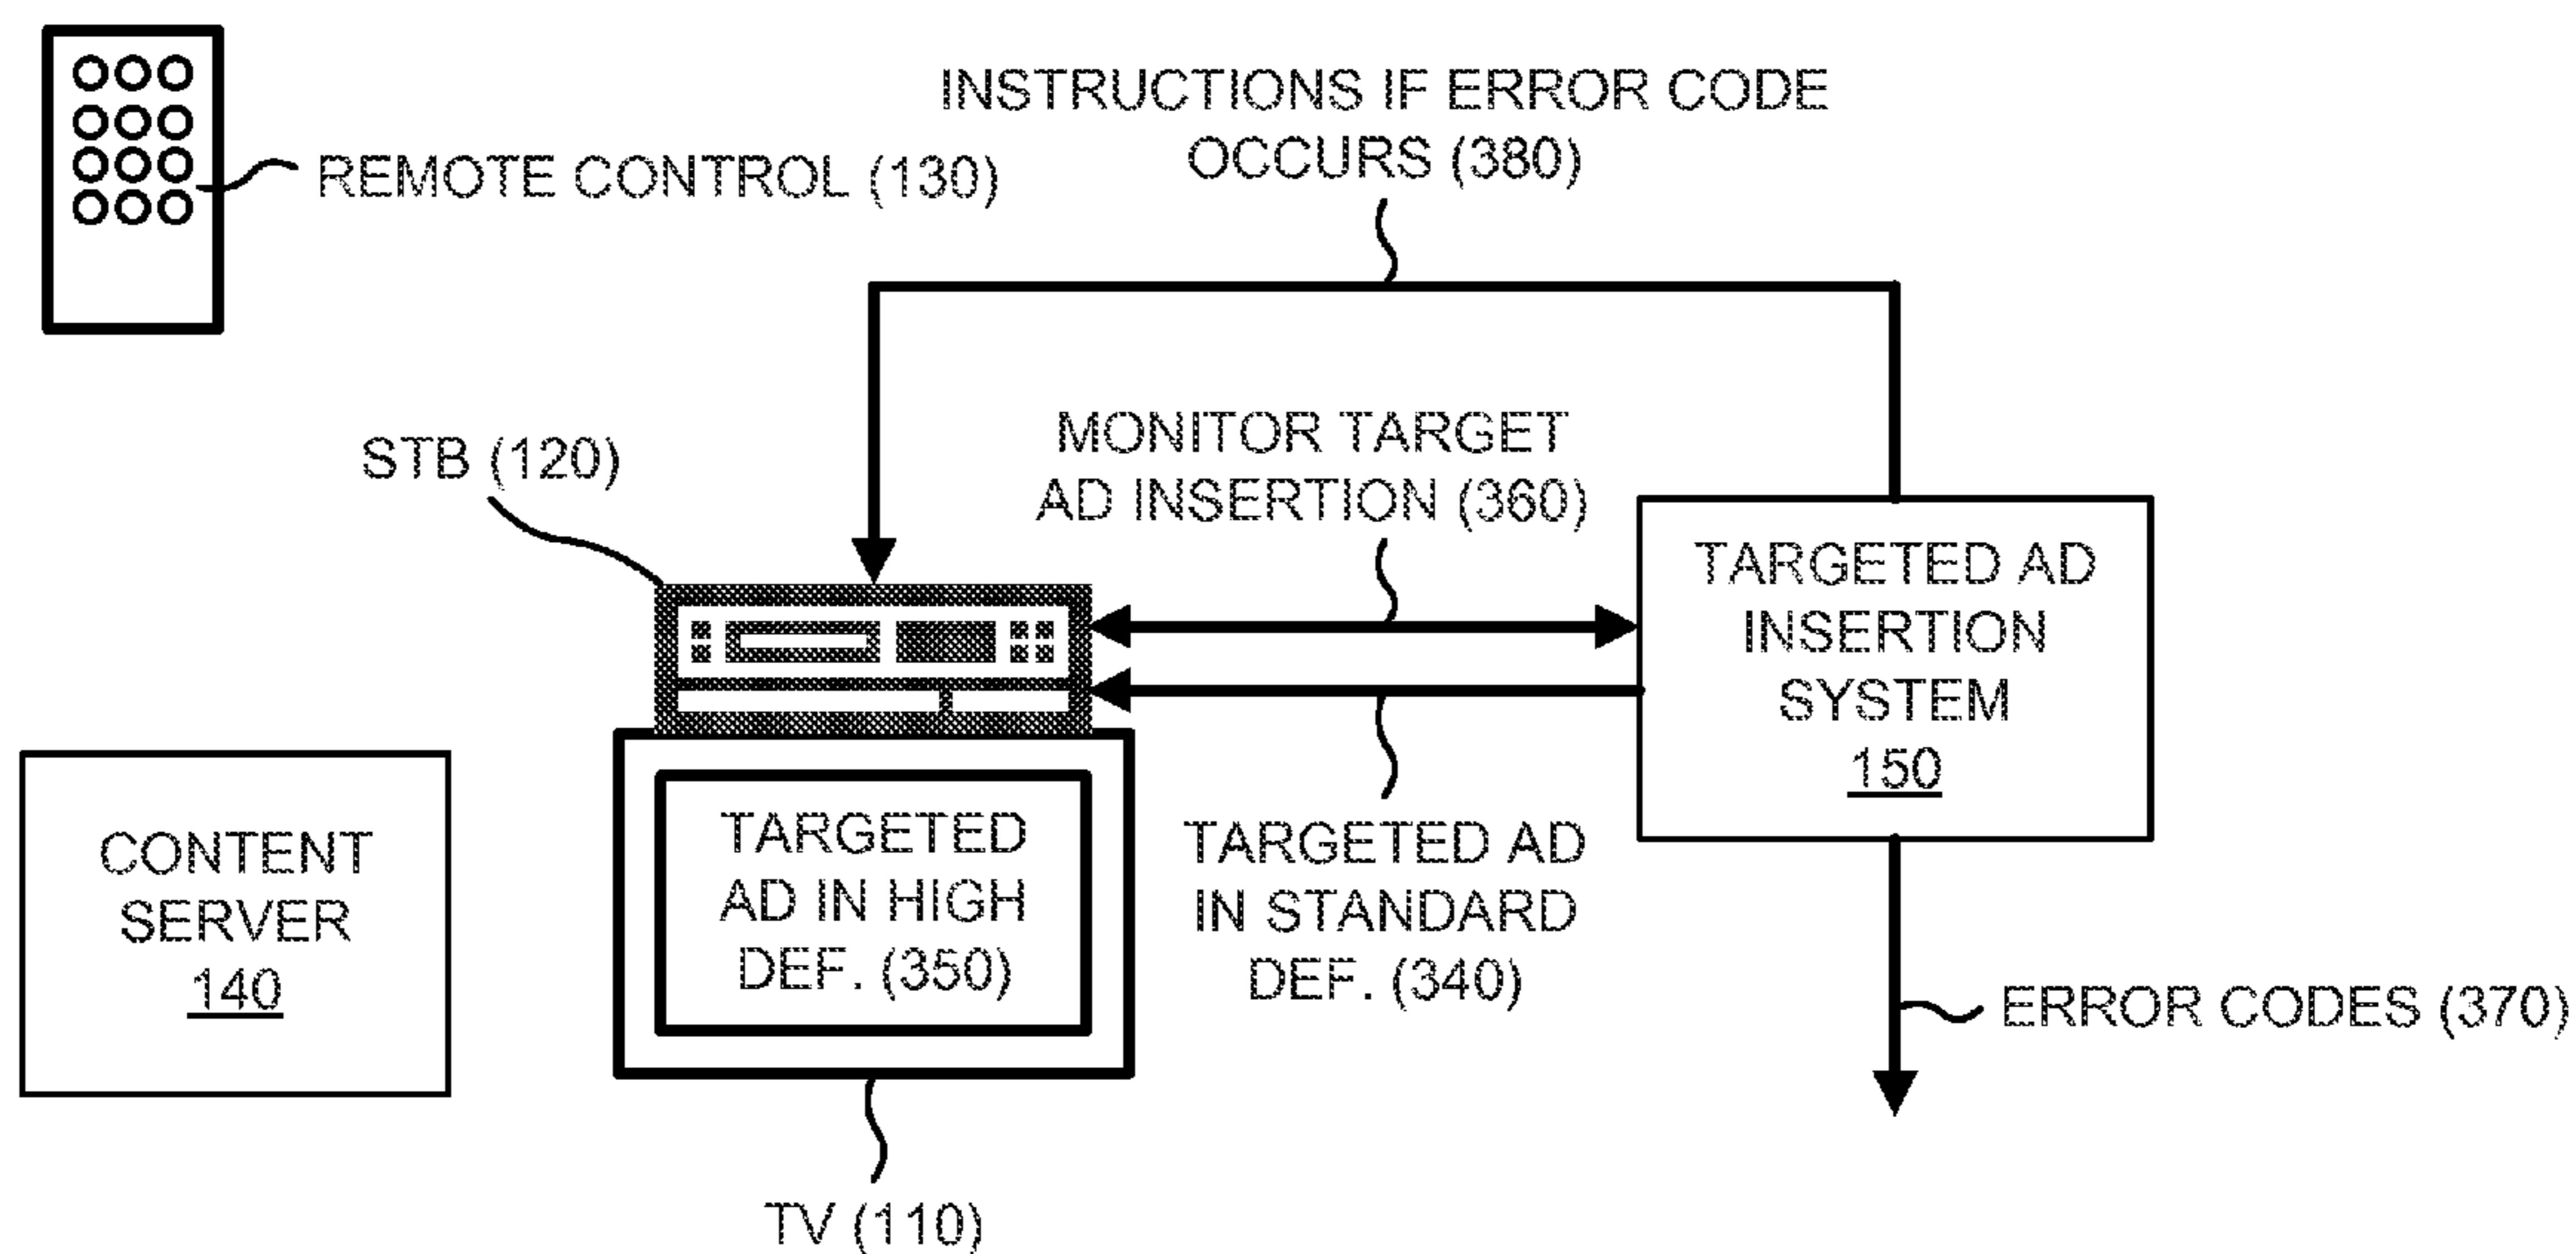 INSTRUCTIONS IF ERROR CODE
OCCURS (380)
REMOTE CONTROL (130)
MONITOR TARGET
AD INSERTION (360)
STB (120)
TARGETED AD
INSERTION
SYSTEM
150
TARGETED
AD IN HIGH
DEF. (350)
TARGETED AD
IN STANDARD
DEF. (340)
CONTENT
SERVER
140
ERROR CODES (370)
TV (110)